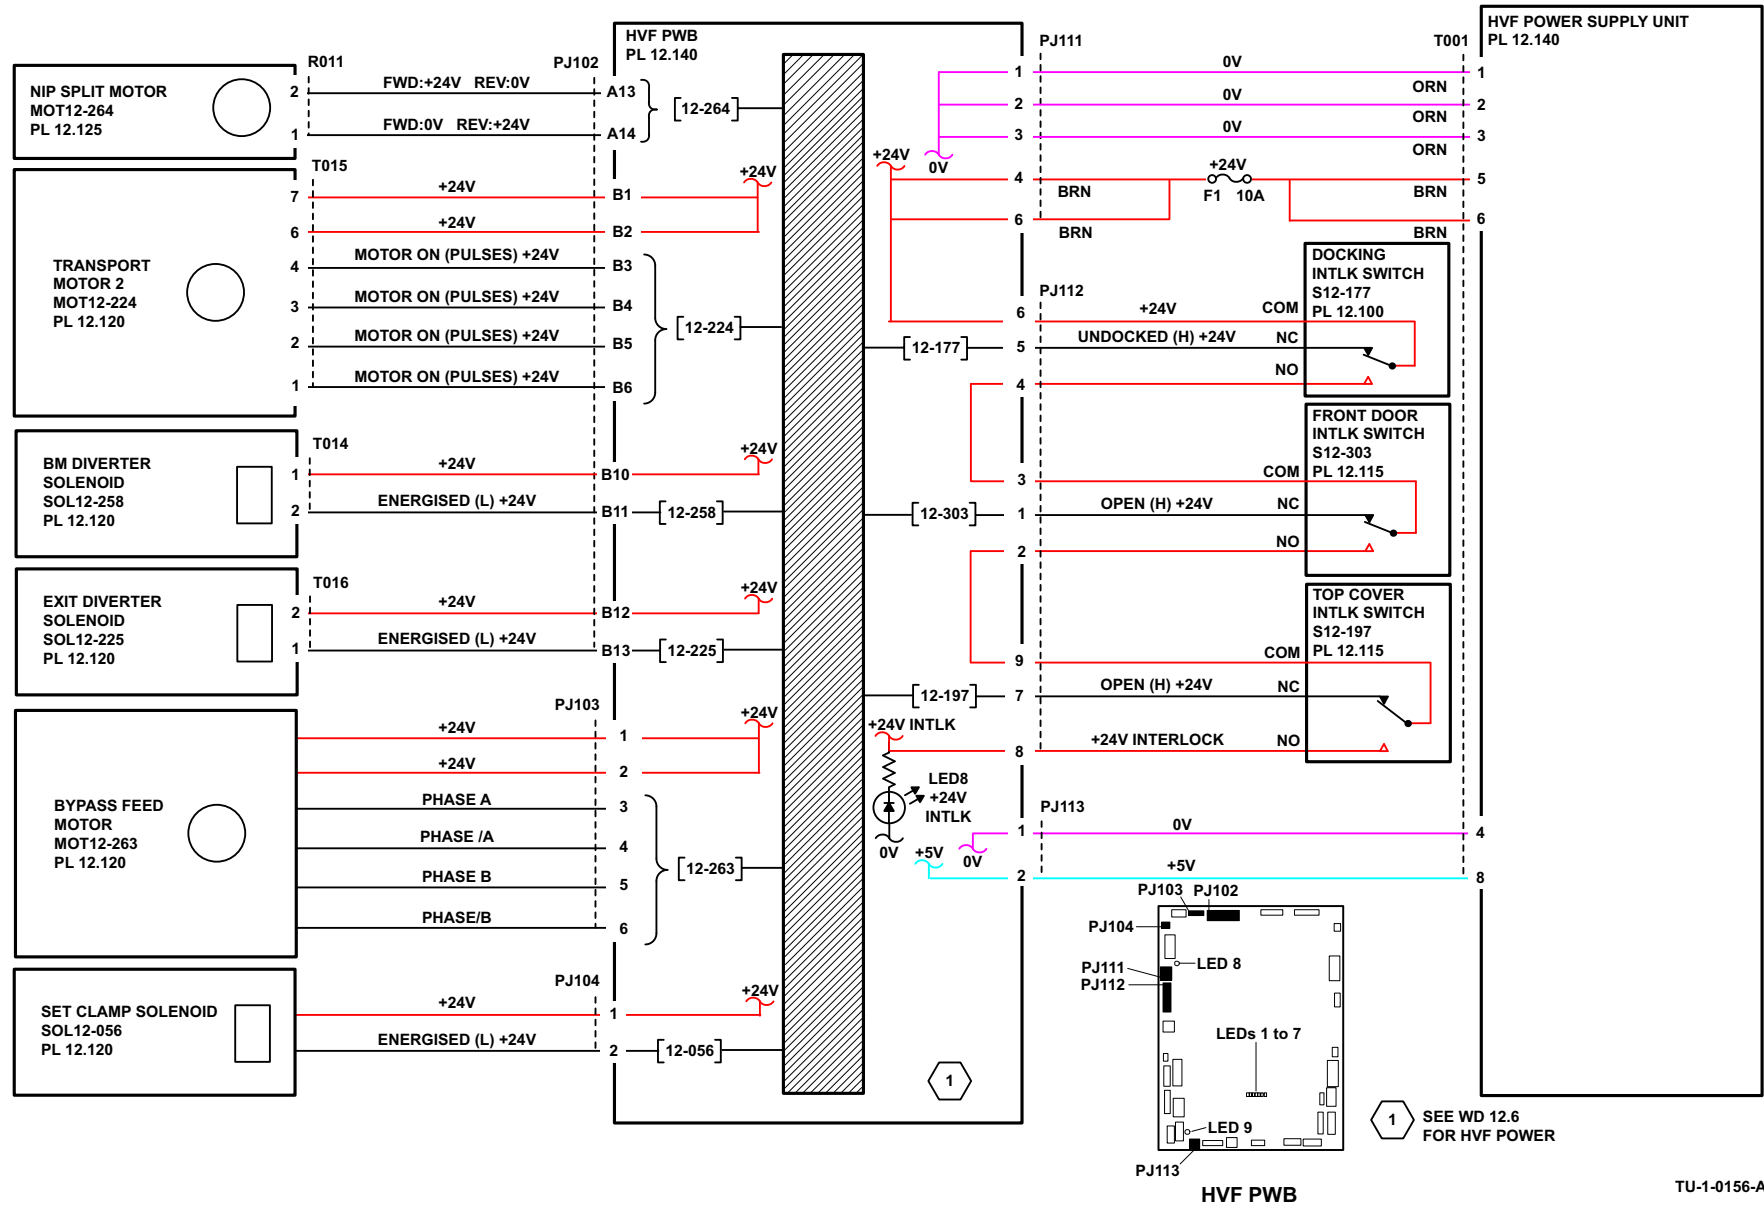 HVF PWB
PL 12.140
HVF POWER SUPPLY UNIT
PL 12.140
R011
PJ102
PJ111
T001
NIP SPLIT MOTOR
MOT12-264
PL 12.125
2
FWD:+24V REV:0V
A13
1
FWD:0V REV:+24V
A14
[12-264]
T015
TRANSPORT
MOTOR 2
MOT12-224
PL 12.120
7
+24V
B1
+24V
6
+24V
B2
4
MOTOR ON (PULSES) +24V
B3
3
MOTOR ON (PULSES) +24V
B4
2
MOTOR ON (PULSES) +24V
B5
1
MOTOR ON (PULSES) +24V
B6
[12-224]
T014
BM DIVERTER
SOLENOID
SOL12-258
PL 12.120
1
+24V
B10
+24V
2
ENERGISED (L) +24V
B11
[12-258]
T016
EXIT DIVERTER
SOLENOID
SOL12-225
PL 12.120
2
+24V
B12
+24V
1
ENERGISED (L) +24V
B13
[12-225]
PJ103
BYPASS FEED
MOTOR
MOT12-263
PL 12.120
+24V
1
+24V
+24V
2
PHASE A
3
PHASE /A
4
PHASE B
5
PHASE/B
6
[12-263]
PJ104
SET CLAMP SOLENOID
SOL12-056
PL 12.120
+24V
1
+24V
ENERGISED (L) +24V
2
[12-056]
1
0V
1
ORN
2
0V
2
ORN
3
0V
3
ORN
0V
+24V
4
BRN
+24V
F1 10A
5
BRN
6
BRN
6
BRN
PJ112
DOCKING
INTLK SWITCH
S12-177
PL 12.100
6
+24V
COM
[12-177]
5
UNDOCKED (H) +24V
NC
4
NO
FRONT DOOR
INTLK SWITCH
S12-303
PL 12.115
3
COM
[12-303]
1
OPEN (H) +24V
NC
2
NO
TOP COVER
INTLK SWITCH
S12-197
PL 12.115
9
COM
[12-197]
7
OPEN (H) +24V
NC
+24V INTLK
8
+24V INTERLOCK
NO
LED8
+24V
INTLK
0V
PJ113
1
0V
4
0V
+5V
2
+5V
8
PJ103 PJ102
PJ104
LED 8
PJ111
PJ112
LEDs 1 to 7
LED 9
PJ113
HVF PWB
1
1
SEE WD 12.6
FOR HVF POWER
TU-1-0156-A